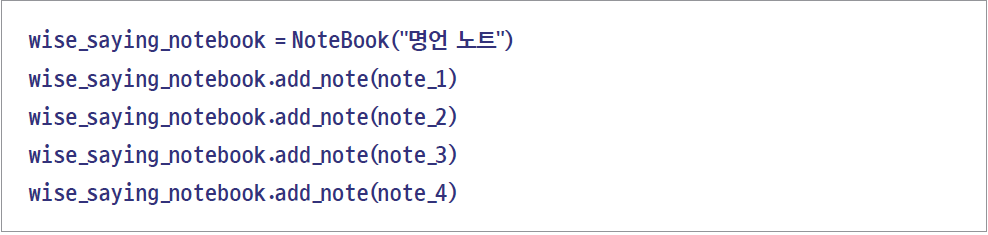 wise_saying_notebook = NoteBook("명언 노트")
wise_saying_notebook.add_note(note_1)
wise_saying_notebook.add_note(note_2)
wise_saying_notebook.add_note(note_3)
wise_saying_notebook.add_note(note_4)